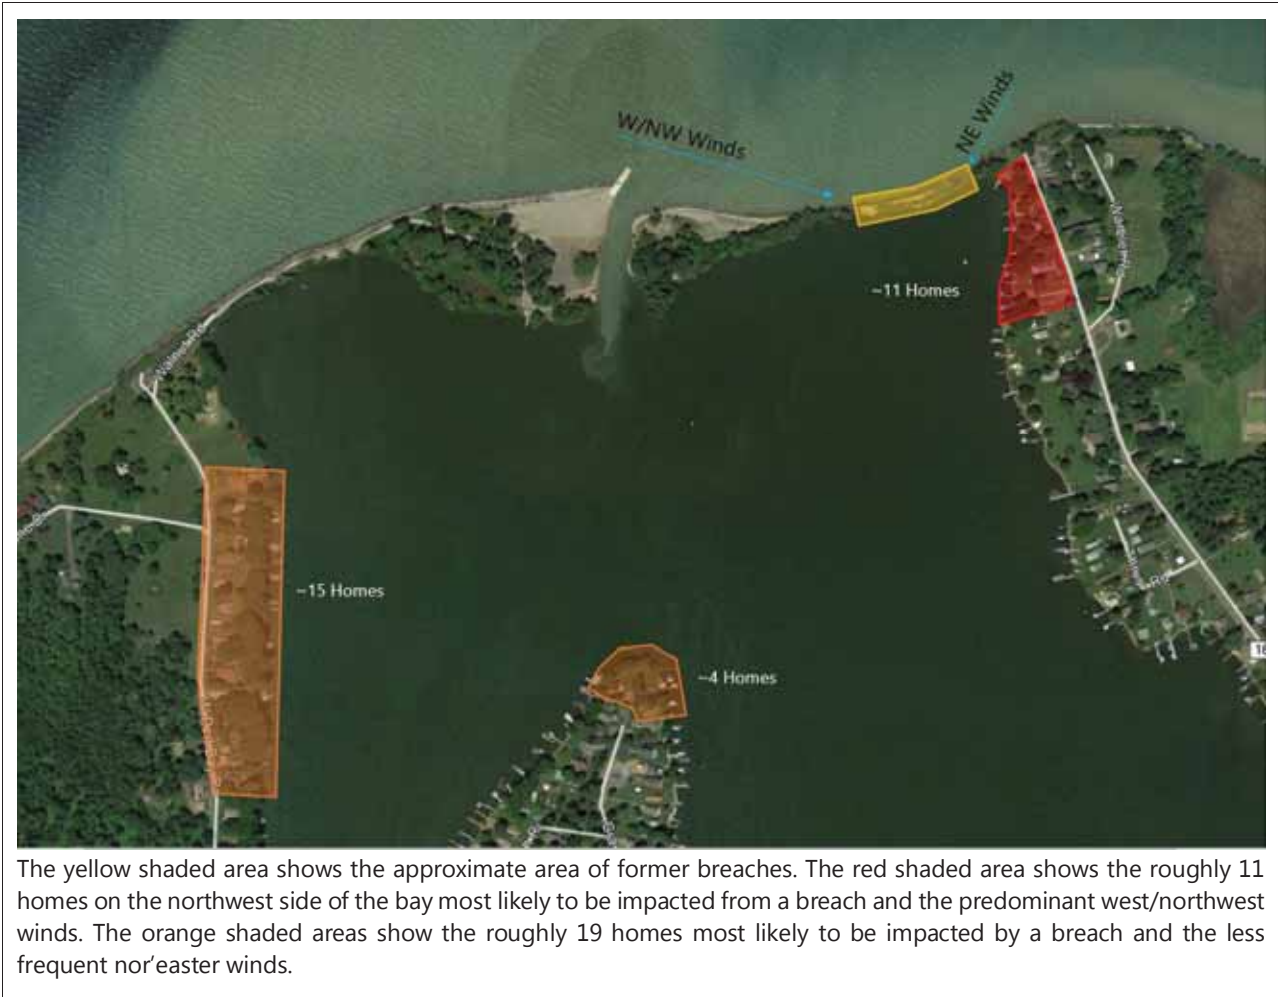 W/NW Winds
NE Winds
~11 Homes
~15 Homes
~4 Homes
The yellow shaded area shows the approximate area of former breaches. The red shaded area shows the roughly 11
homes on the northwest side of the bay most likely to be impacted from a breach and the predominant west/northwest
winds. The orange shaded areas show the roughly 19 homes most likely to be impacted by a breach and the less
frequent nor’easter winds.